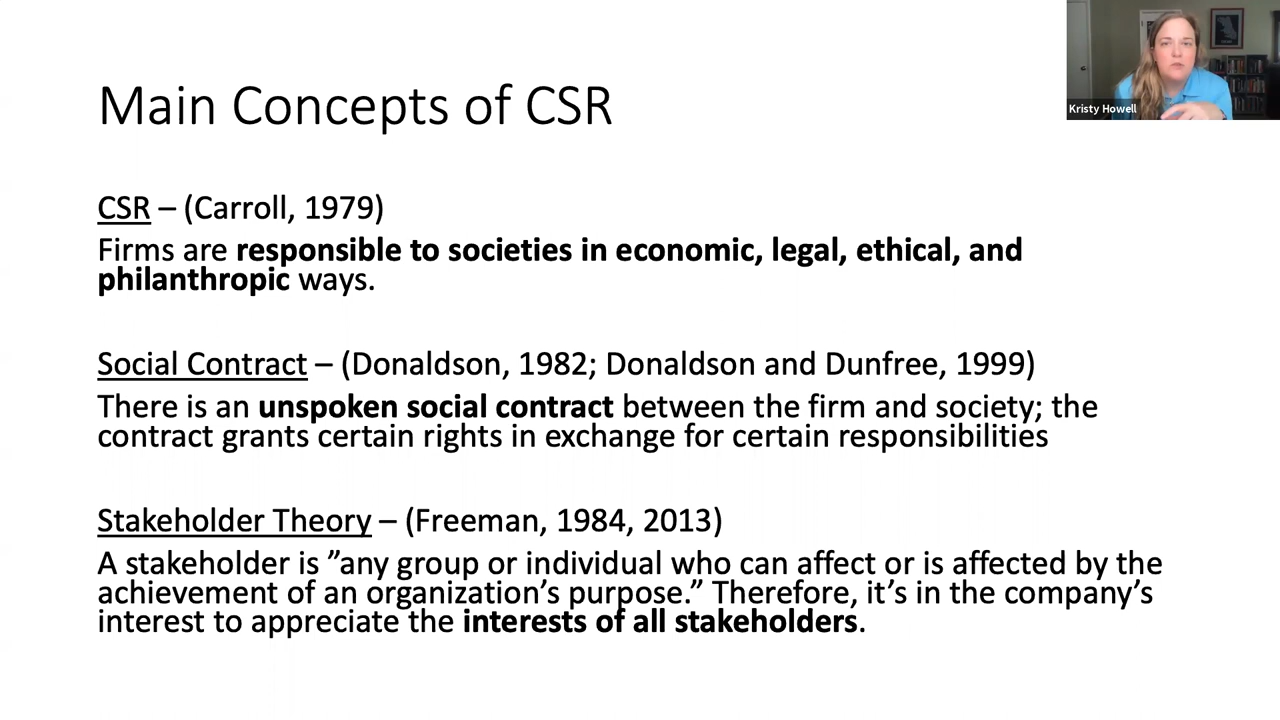 Main Concepts of CSR
Kristy Howell
CSR – (Carroll, 1979)
Firms are responsible to societies in economic, legal, ethical, and
philanthropic ways.
Social Contract – (Donaldson, 1982; Donaldson and Dunfree, 1999)
There is an unspoken social contract between the firm and society; the
contract grants certain rights in exchange for certain responsibilities
Stakeholder Theory – (Freeman, 1984, 2013)
A stakeholder is ”any group or individual who can affect or is affected by the
achievement of an organization’s purpose.” Therefore, it’s in the company’s
interest to appreciate the interests of all stakeholders.